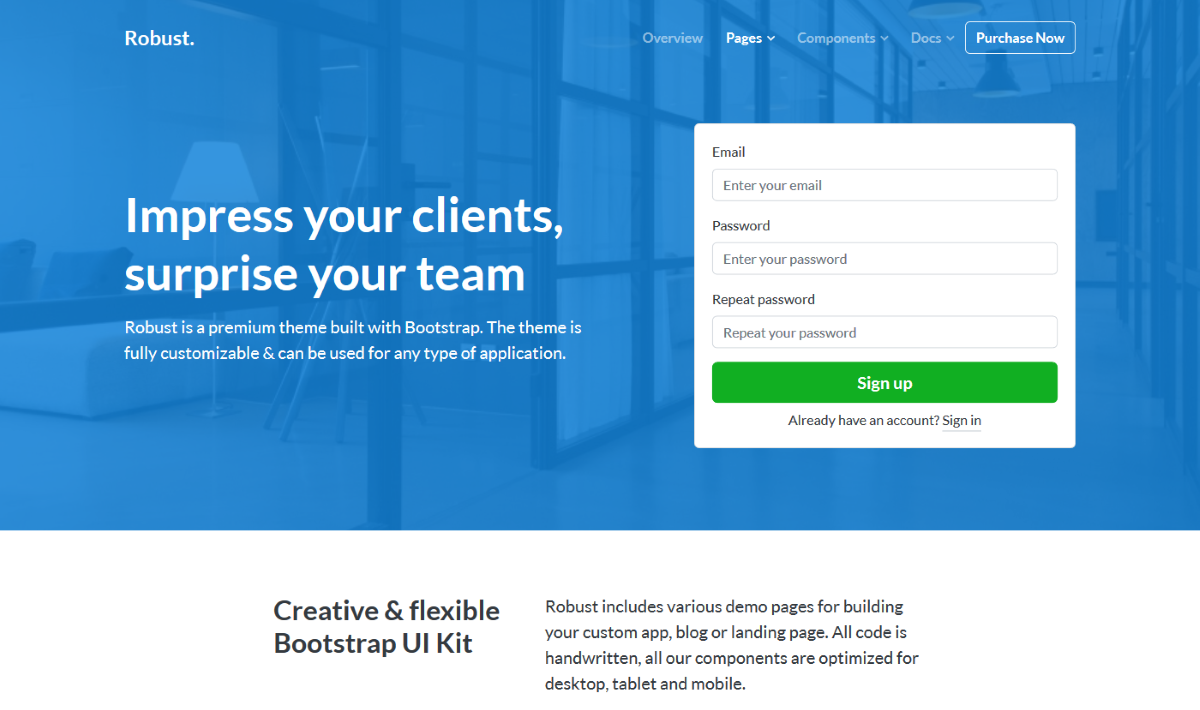 Robust.
Overview Pages Components Docs Purchase Now
Impress your clients,
surprise your team
Robust is a premium theme built with Bootstrap. The theme is
fully customizable & can be used for any type of application.
Email
Enter your email
Password
Enter your password
Repeat password
Repeat your password
Sign up
Already have an account? Sign in
Creative & flexible
Bootstrap UI Kit
Robust includes various demo pages for building
your custom app, blog or landing page. All code is
handwritten, all our components are optimized for
desktop, tablet and mobile.